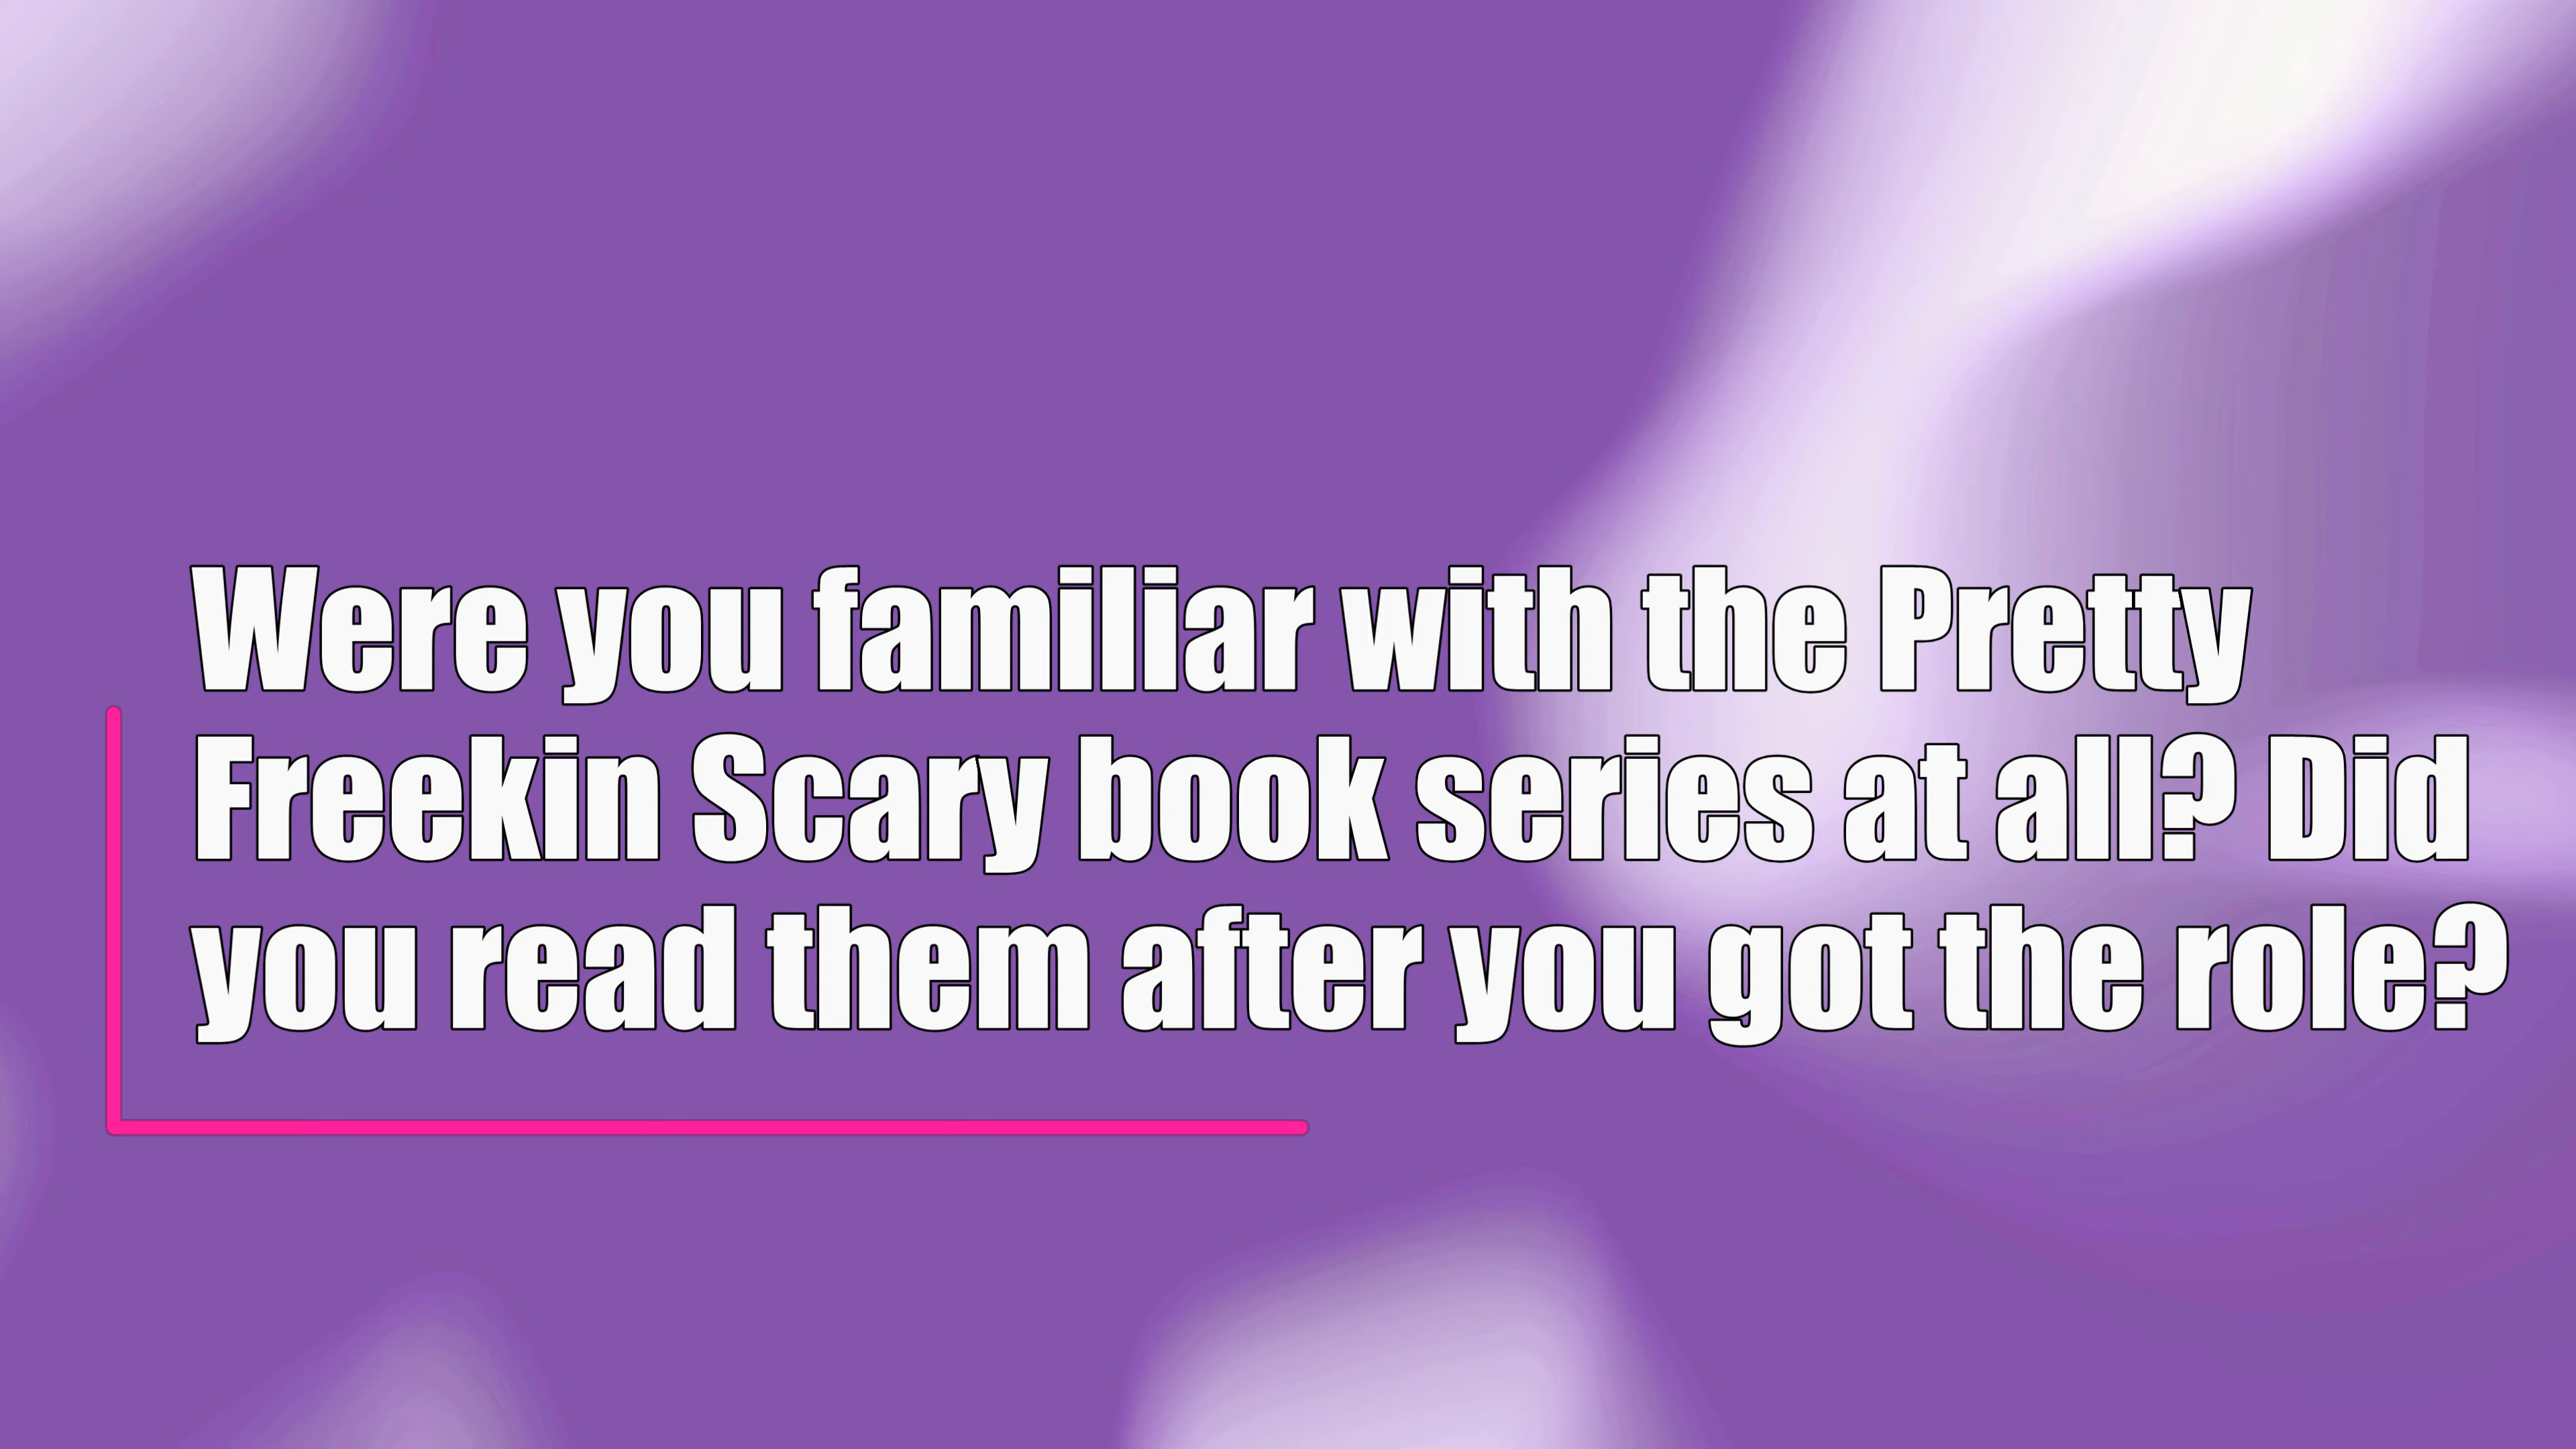 Were you familiar with the Pretty
Freekin Scary book series at all? Did
you read them after you got the role?